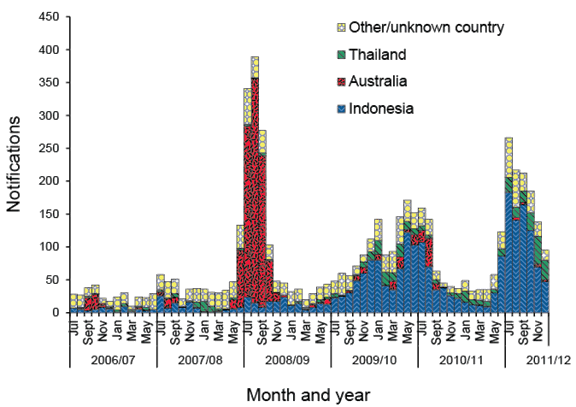 450
400
350
300
250
200
150
100
50
0
Notifications
Other/unknown country
Thailand
Australia
Indonesia
Jul Sept Nov Jan Mar May Jul Sept Nov Jan Mar May Jul Sept Nov Jan Mar May Jul Sept Nov Jan Mar May Jul Sept Nov Jan Mar May Jul Sept Nov
2006/07 2007/08 2008/09 2009/10 2010/11 2011/12
Month and year